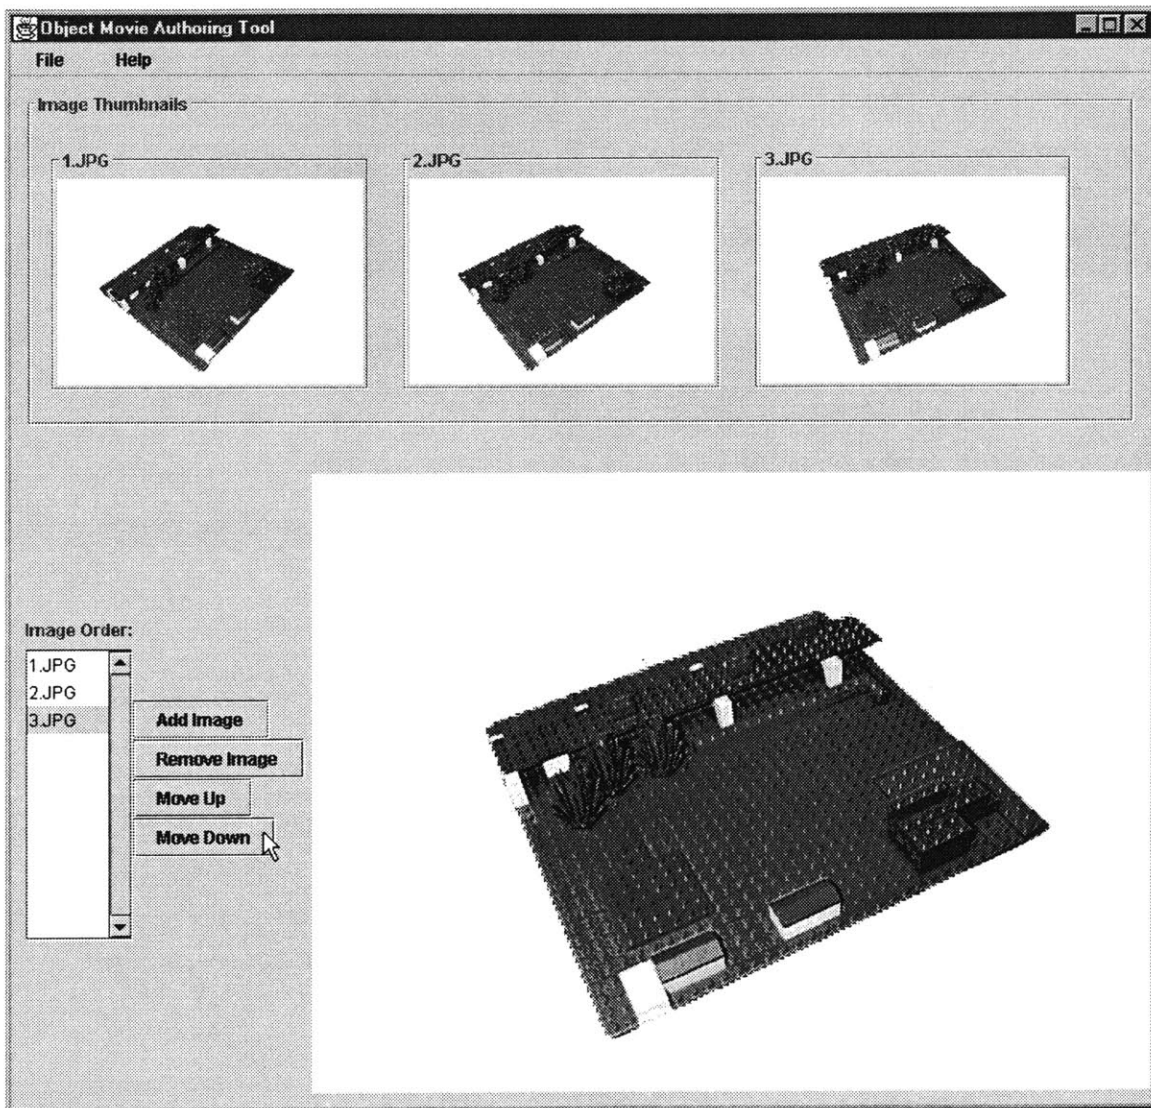 Object Movie Authoring Tool
File Help
Image Thumbnails
1.JPG 2.JPG 3.JPG
Image Order:
1.JPG
2.JPG
3.JPG
Add Image
Remove Image
Move Up
Move Down